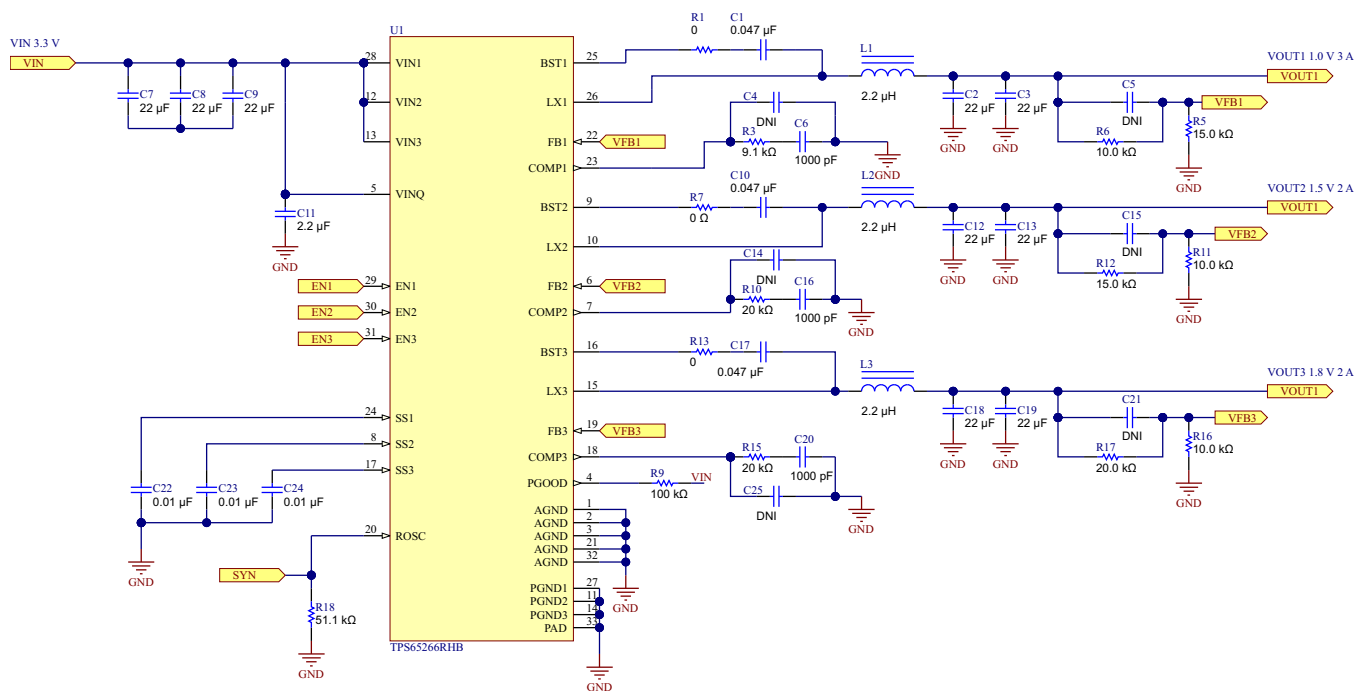 U1
VIN 3.3 V
VIN
C7
22 µF
C8
22 µF
C9
22 µF
C11
2.2 µF
GND
28
12
13
5
VIN1
VIN2
VIN3
VINQ
EN1
29
EN1
EN2
30
EN2
EN3
31
EN3
24
SS1
8
SS2
17
SS3
C22
0.01 µF
C23
0.01 µF
C24
0.01 µF
GND
20
ROSC
SYN
R18
51.1 kΩ
GND
TPS65266RHB
BST1
25
LX1
26
FB1
22
VFB1
COMP1
23
BST2
9
LX2
10
FB2
6
VFB2
COMP2
7
BST3
16
LX3
15
FB3
19
VFB3
COMP3
18
PGOOD
4
AGND
1
AGND
2
AGND
3
AGND
21
AGND
32
PGND1
27
PGND2
11
PGND3
14
PAD
33
GND
GND
R1
0
C1
0.047 µF
L1
2.2 µH
C4
DNI
R3
9.1 kΩ
C6
1000 pF
GND
C2
22 µF
GND
C3
22 µF
GND
VOUT1 1.0 V 3 A
VOUT1
C5
DNI
R6
10.0 kΩ
VFB1
R5
15.0 kΩ
GND
C10
0.047 µF
R7
0 Ω
L2
2.2 µH
C14
DNI
R10
20 kΩ
C16
1000 pF
GND
C12
22 µF
GND
C13
22 µF
GND
VOUT2 1.5 V 2 A
VOUT1
C15
DNI
R12
15.0 kΩ
VFB2
R11
10.0 kΩ
GND
R13
0
C17
0.047 µF
L3
2.2 µH
R15
20 kΩ
C20
1000 pF
C25
DNI
GND
R9
100 kΩ
VIN
C18
22 µF
GND
C19
22 µF
GND
VOUT3 1.8 V 2 A
VOUT1
C21
DNI
R17
20.0 kΩ
VFB3
R16
10.0 kΩ
GND